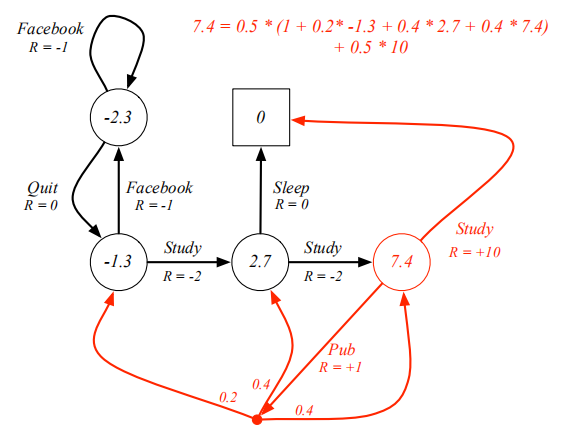 Facebook
R = -1
7.4 = 0.5 * (1 + 0.2* -1.3 + 0.4 * 2.7 + 0.4 * 7.4)
+ 0.5 * 10
-2.3
0
Quit
R = 0
Facebook
R = -1
Sleep
R = 0
Study
R = +10
-1.3
Study
R = -2
2.7
Study
R = -2
7.4
Pub
R = +1
0.2
0.4
0.4